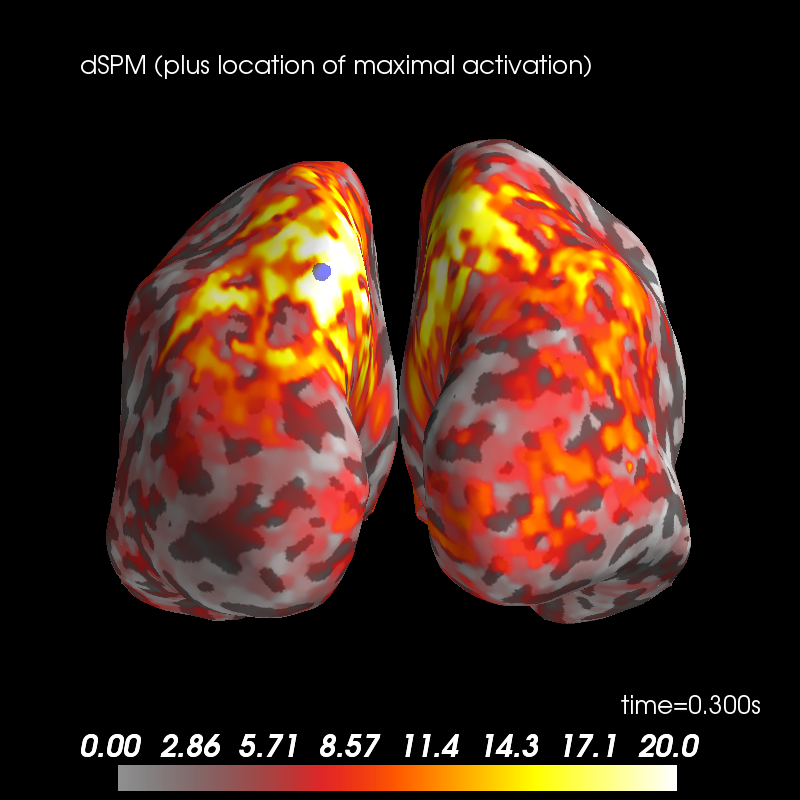 dSPM (plus location of maximal activation)
time=0.300s
0.00 2.86 5.71 8.57 11.4 14.3 17.1 20.0